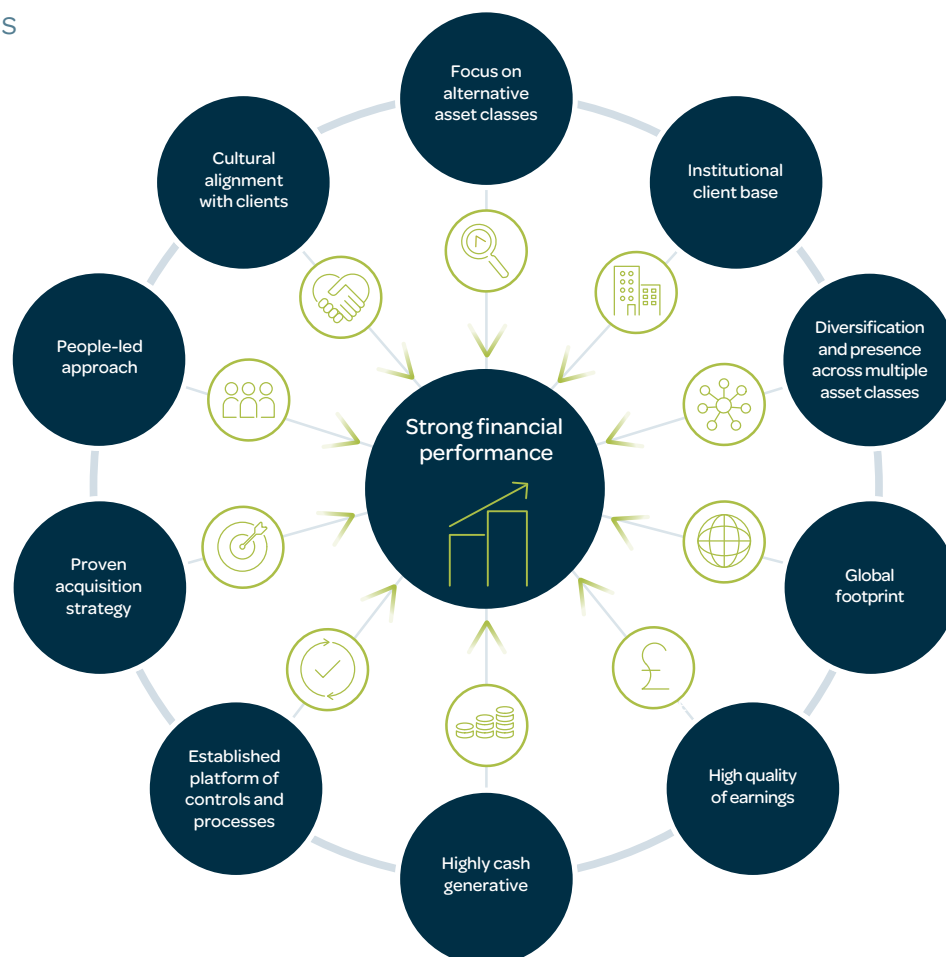 s
Focus on
alternative
asset classes
Institutional
client base
Diversification
and presence
across multiple
asset classes
Global
footprint
High quality
of earnings
Highly cash
generative
Established
platform of
controls and
processes
Proven
acquisition
strategy
People-led
approach
Cultural
alignment
with clients
Strong financial
performance
£